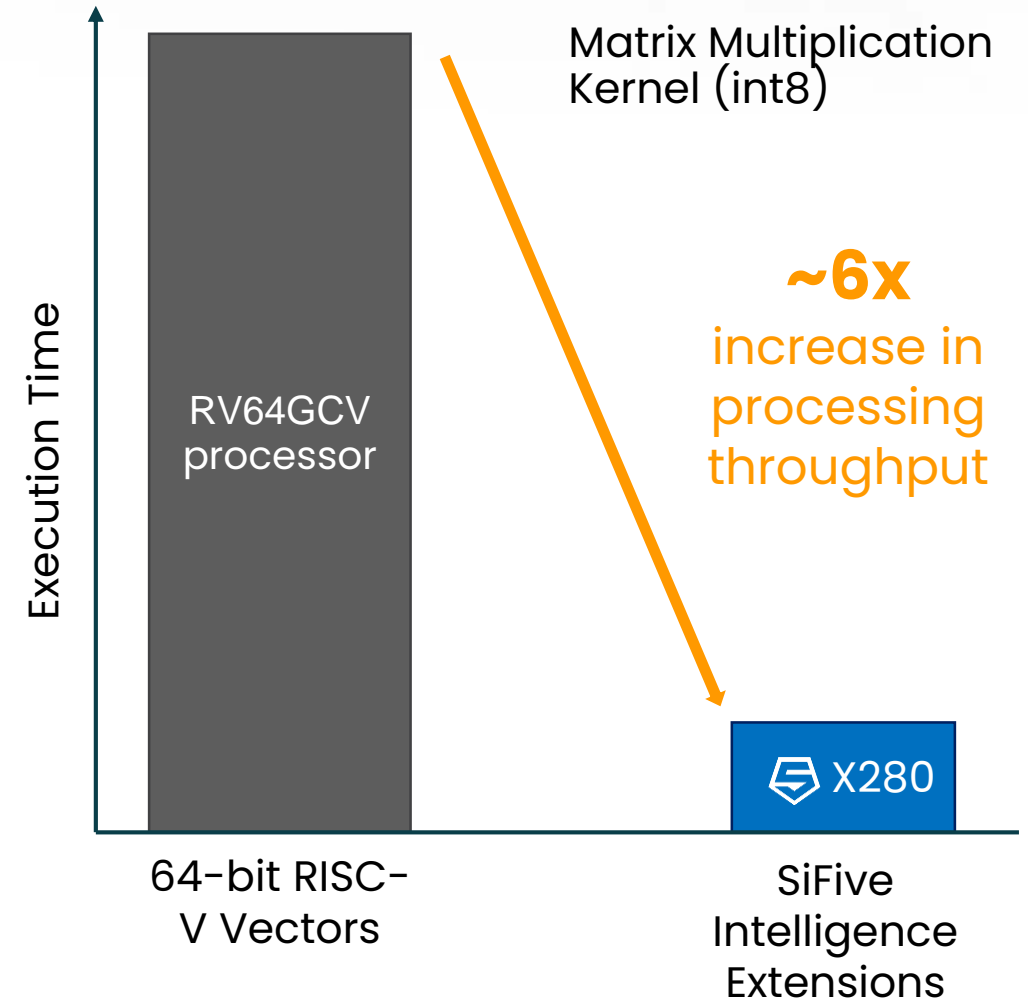 Matrix Multiplication
Kernel (int8)
~6x
increase in
processing
throughput
Execution Time
RV64GCV
processor
X280
64-bit RISC-
V Vectors
SiFive
Intelligence
Extensions